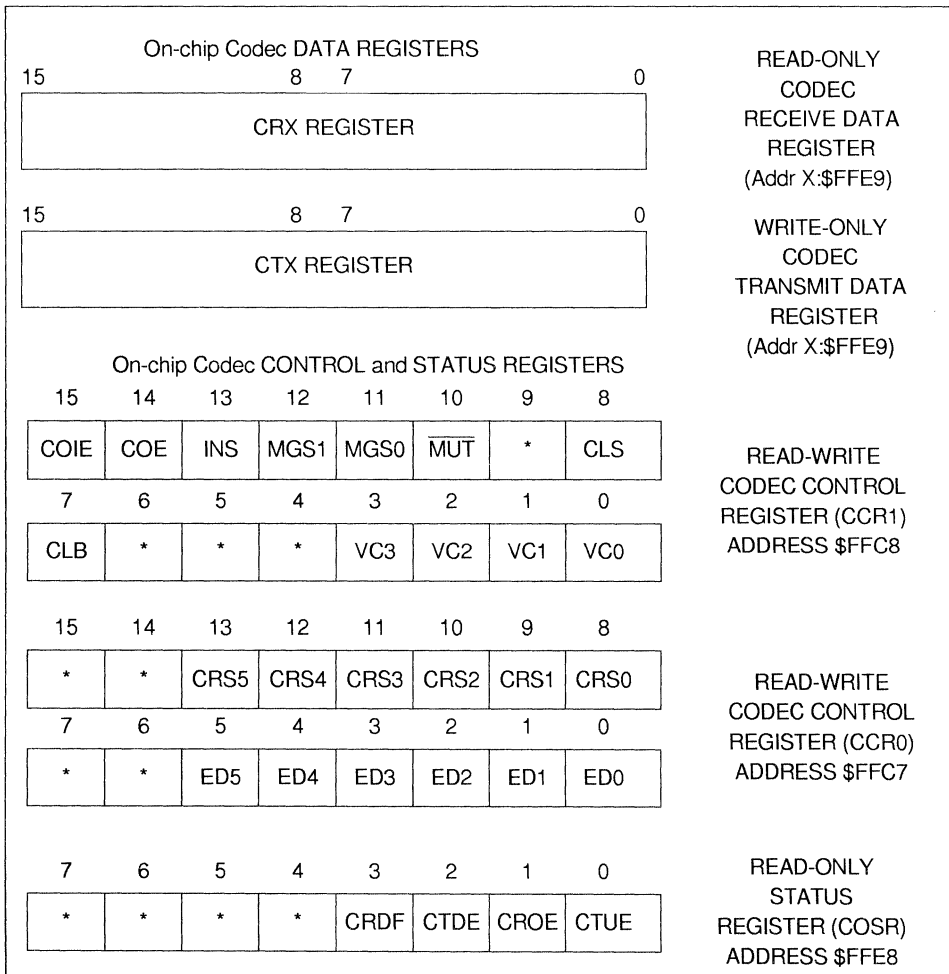 On-chip Codec DATA REGISTERS
15 8 7 0
CRX REGISTER
READ-ONLY
CODEC
RECEIVE DATA
REGISTER
(Addr X:$FFE9)
15 8 7 0
CTX REGISTER
WRITE-ONLY
CODEC
TRANSMIT DATA
REGISTER
(Addr X:$FFE9)
On-chip Codec CONTROL and STATUS REGISTERS
15 14 13 12 11 10 9 8
COIE COE INS MGS1 MGS0 MUT * CLS
7 6 5 4 3 2 1 0
CLB * * * VC3 VC2 VC1 VC0
READ-WRITE
CODEC CONTROL
REGISTER (CCR1)
ADDRESS $FFC8
15 14 13 12 11 10 9 8
* * CRS5 CRS4 CRS3 CRS2 CRS1 CRS0
7 6 5 4 3 2 1 0
* * ED5 ED4 ED3 ED2 ED1 ED0
READ-WRITE
CODEC CONTROL
REGISTER (CCR0)
ADDRESS $FFC7
7 6 5 4 3 2 1 0
* * * * CRDF CTDE CROE CTUE
READ-ONLY
STATUS
REGISTER (COSR)
ADDRESS $FFE8